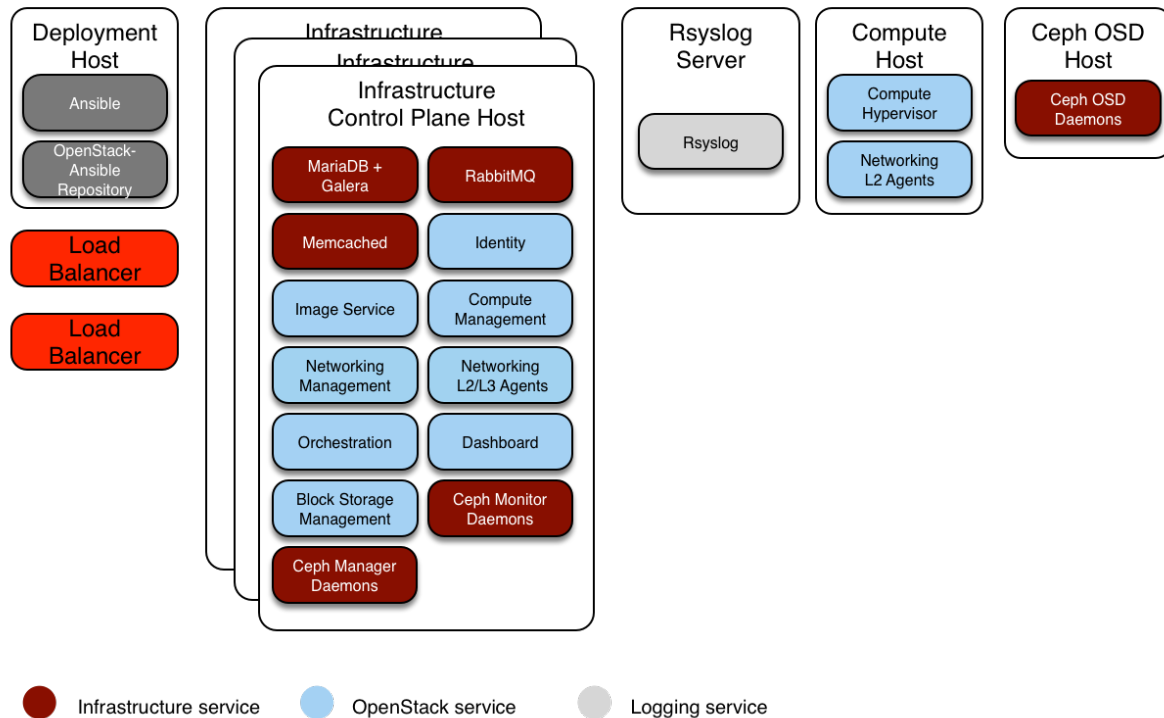 Deployment
Host
Ansible
OpenStack-
Ansible
Repository
Load
Balancer
Load
Balancer
Infrastructure
Infrastructure
Infrastructure
Control Plane Host
MariaDB +
Galera
RabbitMQ
Memcached
Identity
Image Service
Compute
Management
Networking
Management
Networking
L2/L3 Agents
Orchestration
Dashboard
Block Storage
Management
Ceph Monitor
Daemons
Ceph Manager
Daemons
Rsyslog
Server
Rsyslog
Compute
Host
Compute
Hypervisor
Networking
L2 Agents
Ceph OSD
Host
Ceph OSD
Daemons
Infrastructure service
OpenStack service
Logging service